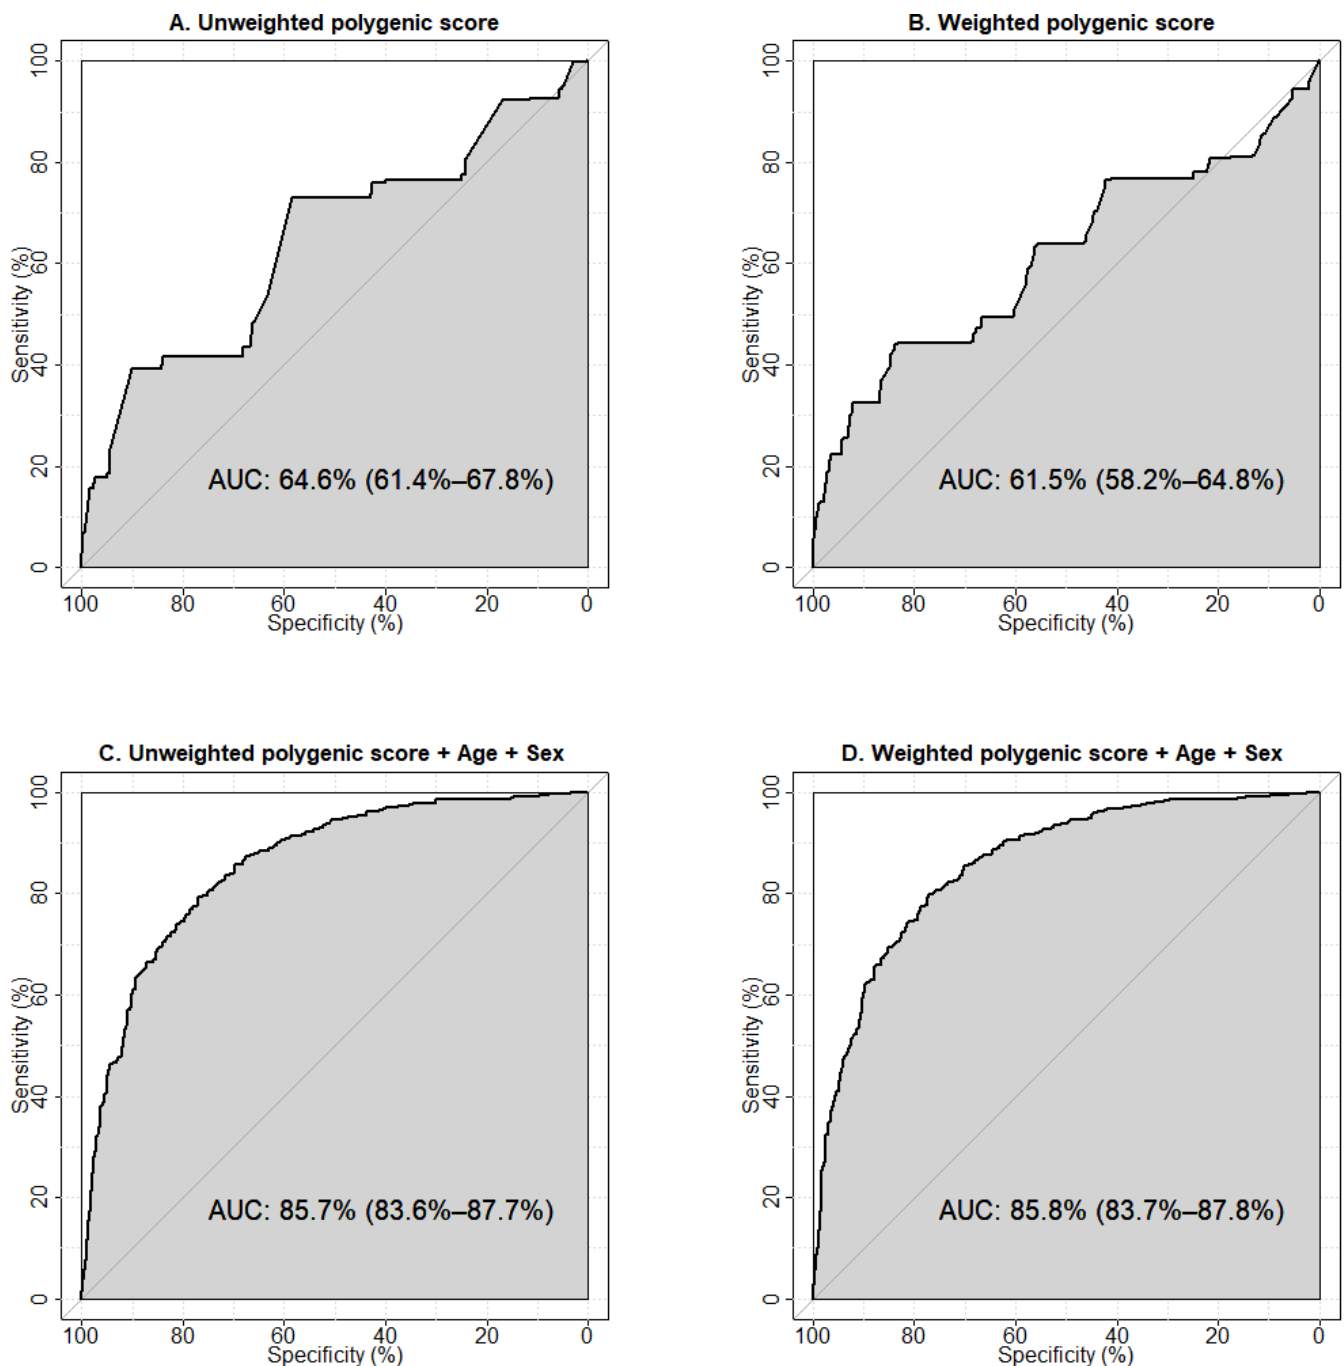 A. Unweighted polygenic score
100
80
60
40
20
0
Sensitivity (%)
AUC: 64.6% (61.4%–67.8%)
100 80 60 40 20 0
Specificity (%)
B. Weighted polygenic score
100
80
60
40
20
0
Sensitivity (%)
AUC: 61.5% (58.2%–64.8%)
100 80 60 40 20 0
Specificity (%)
C. Unweighted polygenic score + Age + Sex
100
80
60
40
20
0
Sensitivity (%)
AUC: 85.7% (83.6%–87.7%)
100 80 60 40 20 0
Specificity (%)
D. Weighted polygenic score + Age + Sex
100
80
60
40
20
0
Sensitivity (%)
AUC: 85.8% (83.7%–87.8%)
100 80 60 40 20 0
Specificity (%)